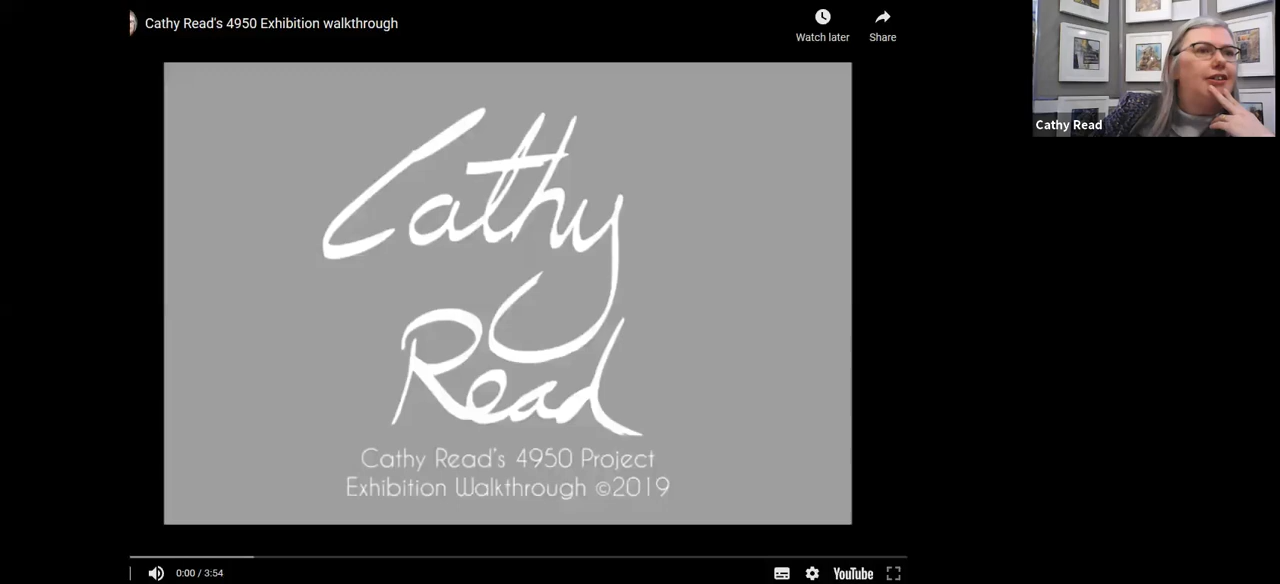 Cathy Read's 4950 Exhibition walkthrough
Watch later
Share
Cathy Read
Cathy
Read
Cathy Read's 4950 Project
Exhibition Walkthrough ©2019
0:00 / 3:54
YouTube